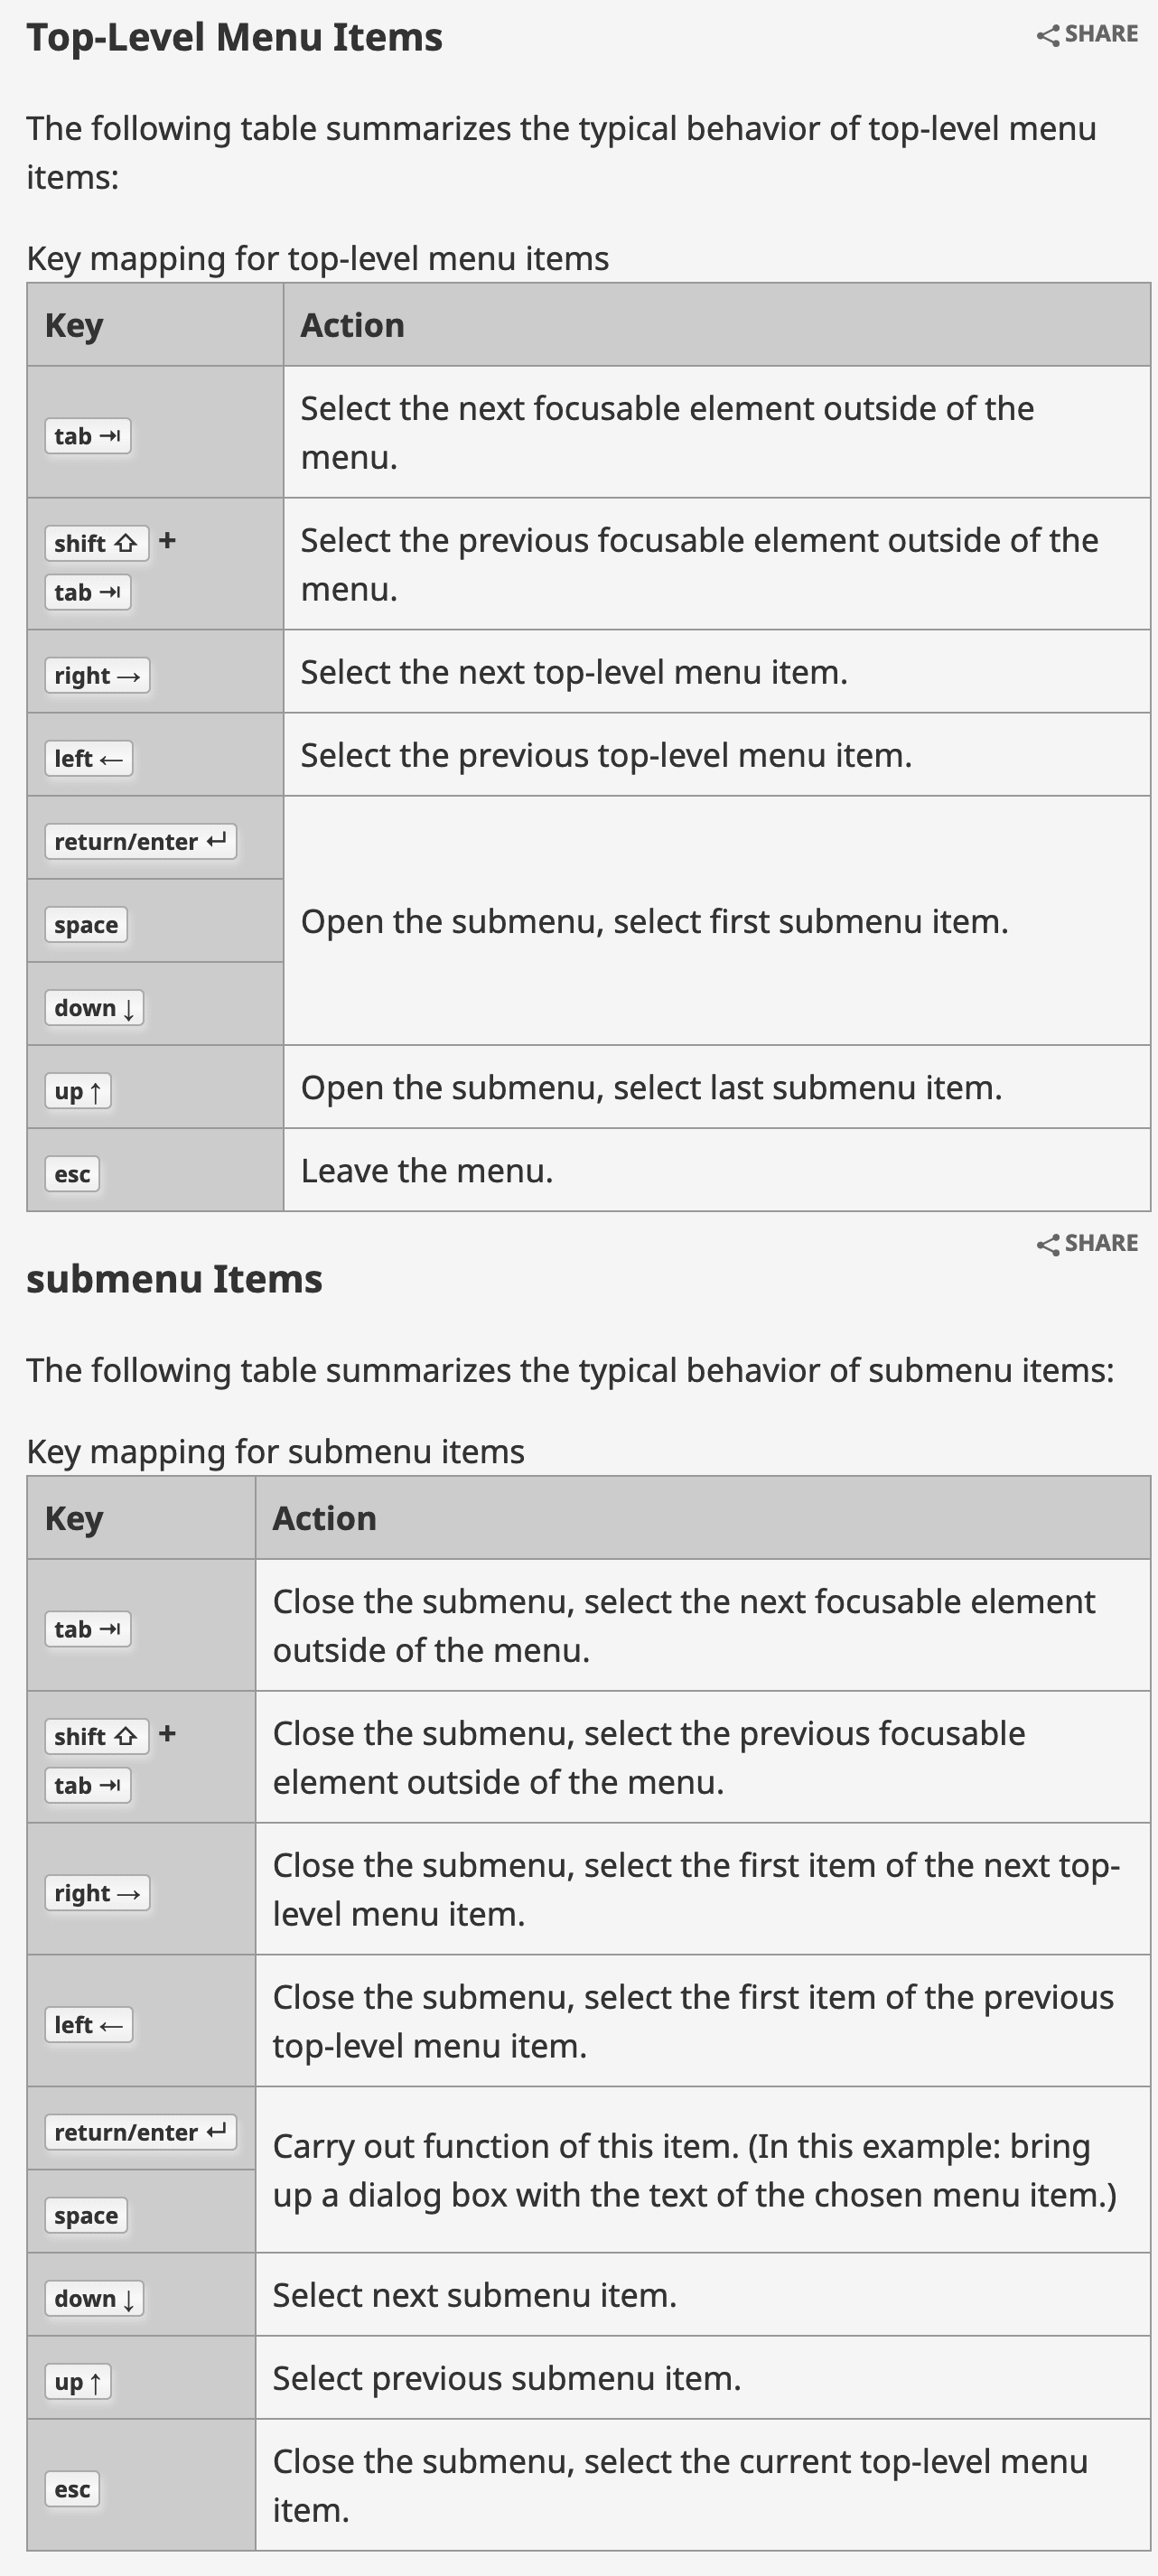 Top-Level Menu Items
SHARE
The following table summarizes the typical behavior of top-level menu
items:
Key mapping for top-level menu items
Key Action
tab ⇥ Select the next focusable element outside of the
menu.
shift ⇧ + Select the previous focusable element outside of the
tab ⇥ menu.
right → Select the next top-level menu item.
left ← Select the previous top-level menu item.
return/enter ↵
space Open the submenu, select first submenu item.
down ↓
up ↑ Open the submenu, select last submenu item.
esc Leave the menu.
SHARE
submenu Items
The following table summarizes the typical behavior of submenu items:
Key mapping for submenu items
Key Action
tab ⇥ Close the submenu, select the next focusable element
outside of the menu.
shift ⇧ + Close the submenu, select the previous focusable
tab ⇥ element outside of the menu.
right → Close the submenu, select the first item of the next top-
level menu item.
left ← Close the submenu, select the first item of the previous
top-level menu item.
return/enter ↵ Carry out function of this item. (In this example: bring
space up a dialog box with the text of the chosen menu item.)
down ↓ Select next submenu item.
up ↑ Select previous submenu item.
esc Close the submenu, select the current top-level menu
item.